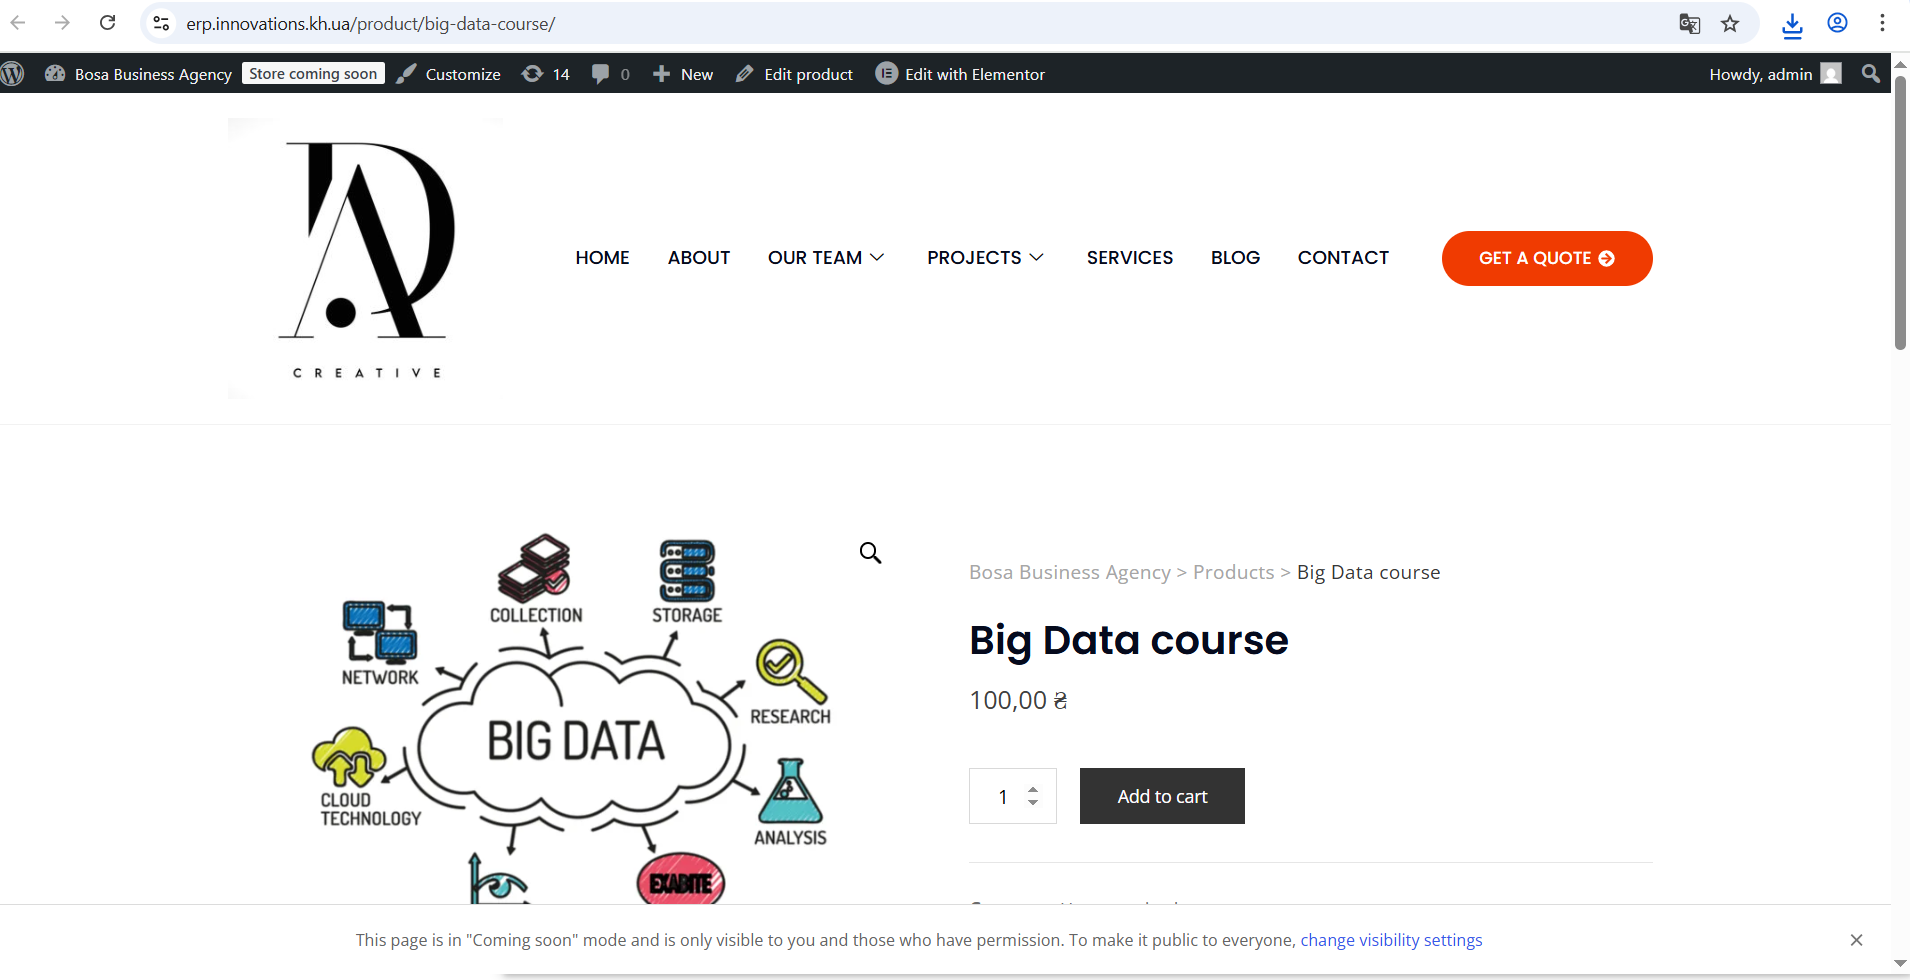 erp.innovations.kh.ua/product/big-data-course/
Bosa Business Agency Store coming soon Customize 14 0 New Edit product Edit with Elementor Howdy, admin
CREATIVE
HOME ABOUT OUR TEAM PROJECTS SERVICES BLOG CONTACT GET A QUOTE
COLLECTION
STORAGE
NETWORK
RESEARCH
BIG DATA
CLOUD
TECHNOLOGY
ANALYSIS
EXABITE
Bosa Business Agency > Products > Big Data course
Big Data course
100,00 ₴
1 Add to cart
This page is in "Coming soon" mode and is only visible to you and those who have permission. To make it public to everyone, change visibility settings